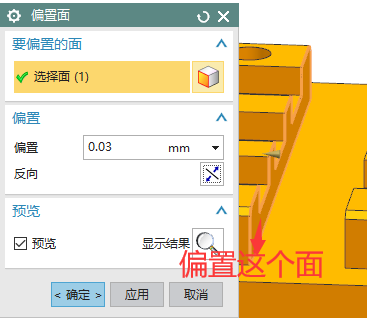 偏置面
要偏置的面
选择面 (1)
偏置
偏置 0.03 mm
反向
预览
预览 显示结果
偏置这个面
< 确定 > 应用 取消